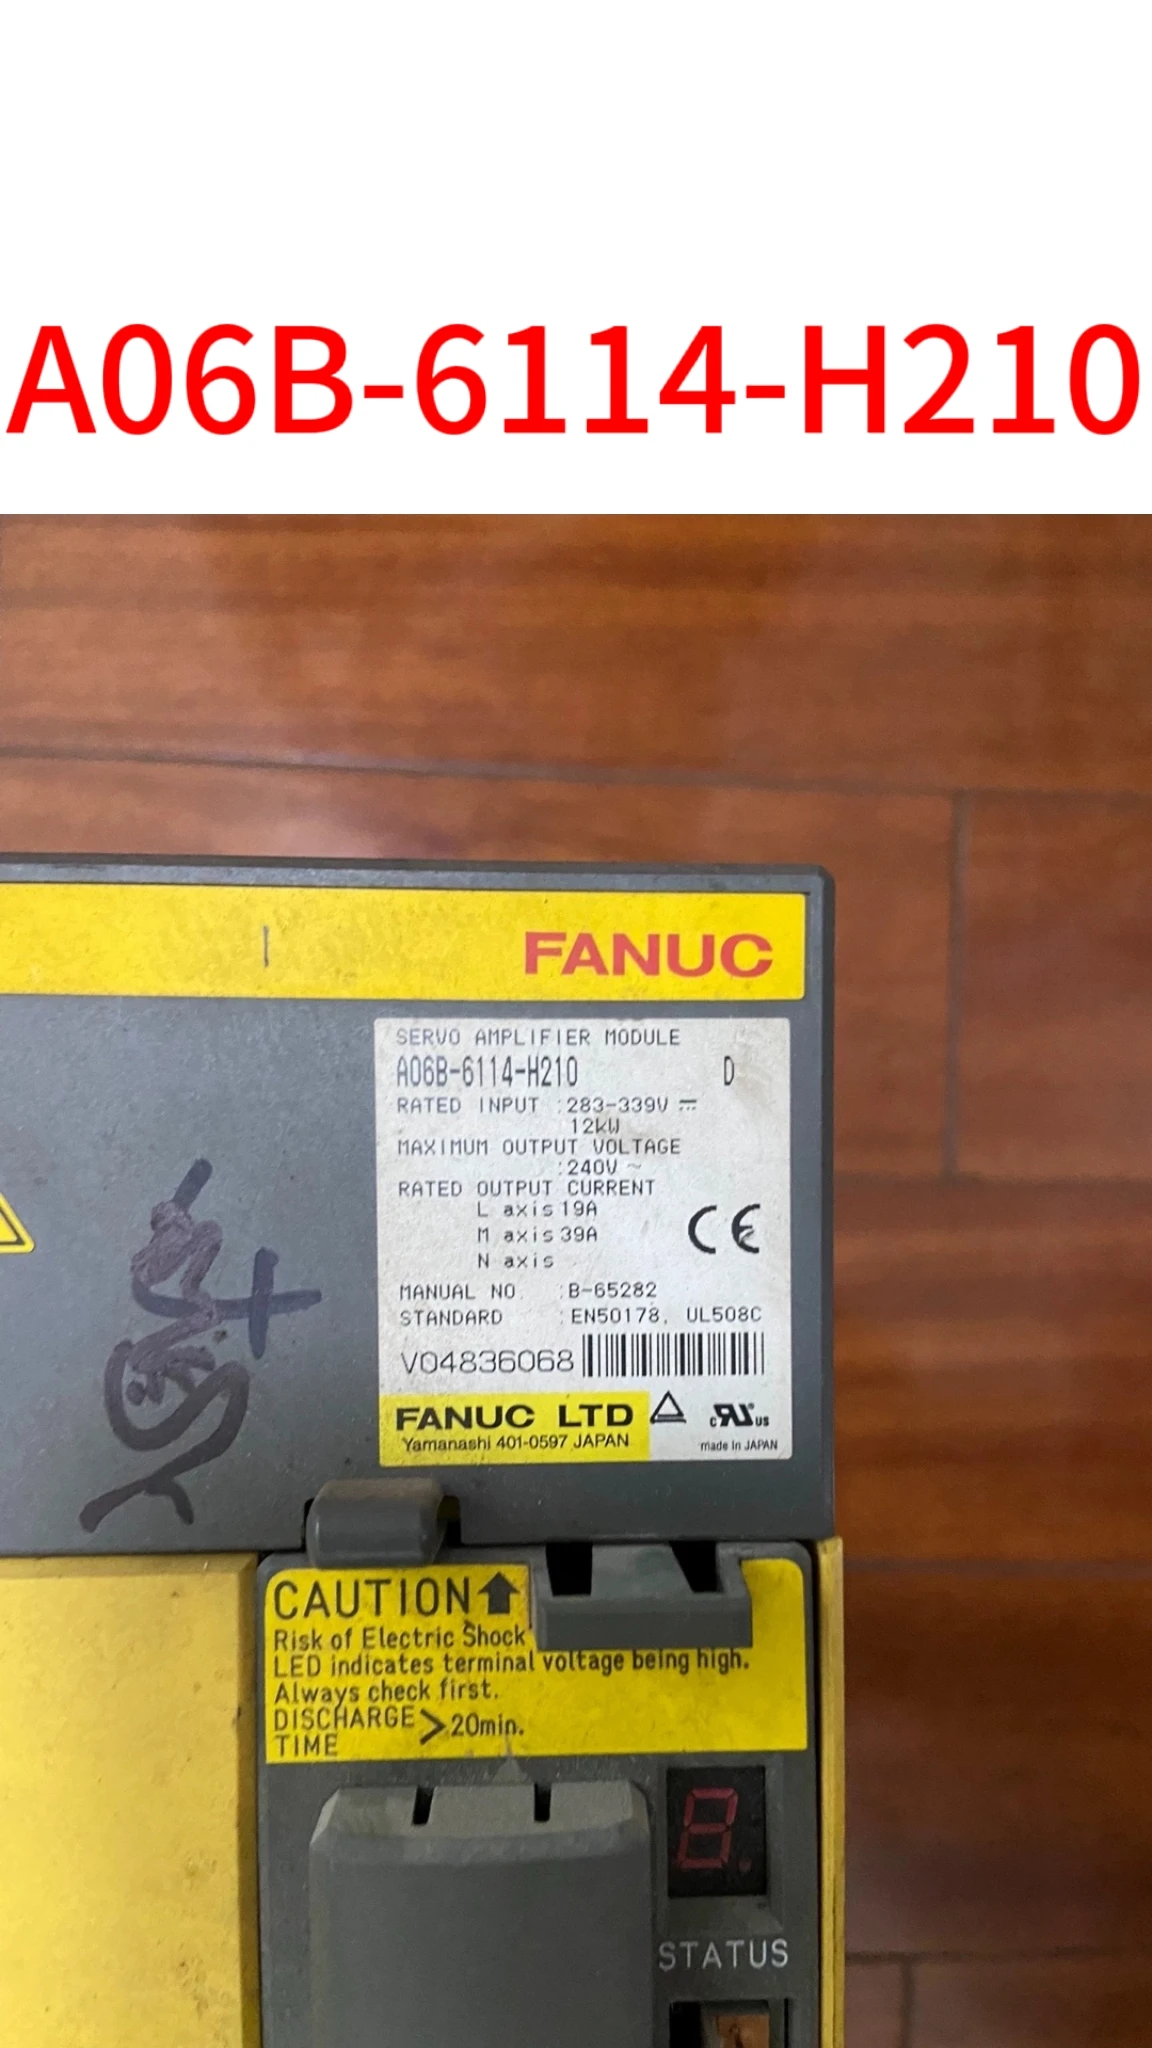 A06B-6114-H210
FANUC
SERVO AMPLIFIER MODULE
A06B-6114-H210 D
RATED INPUT :283-339V ⎓
12kW
MAXIMUM OUTPUT VOLTAGE
:240V ~
RATED OUTPUT CURRENT
L axis 19A
M axis 39A
N axis
CE
MANUAL NO. :B-65282
STANDARD :EN50178, UL508C
V04836068
FANUC LTD
Yamanashi 401-0597 JAPAN
c RU us
made in JAPAN
CAUTION
Risk of Electric Shock
LED indicates terminal voltage being high.
Always check first.
DISCHARGE
TIME >20min.
8.
STATUS